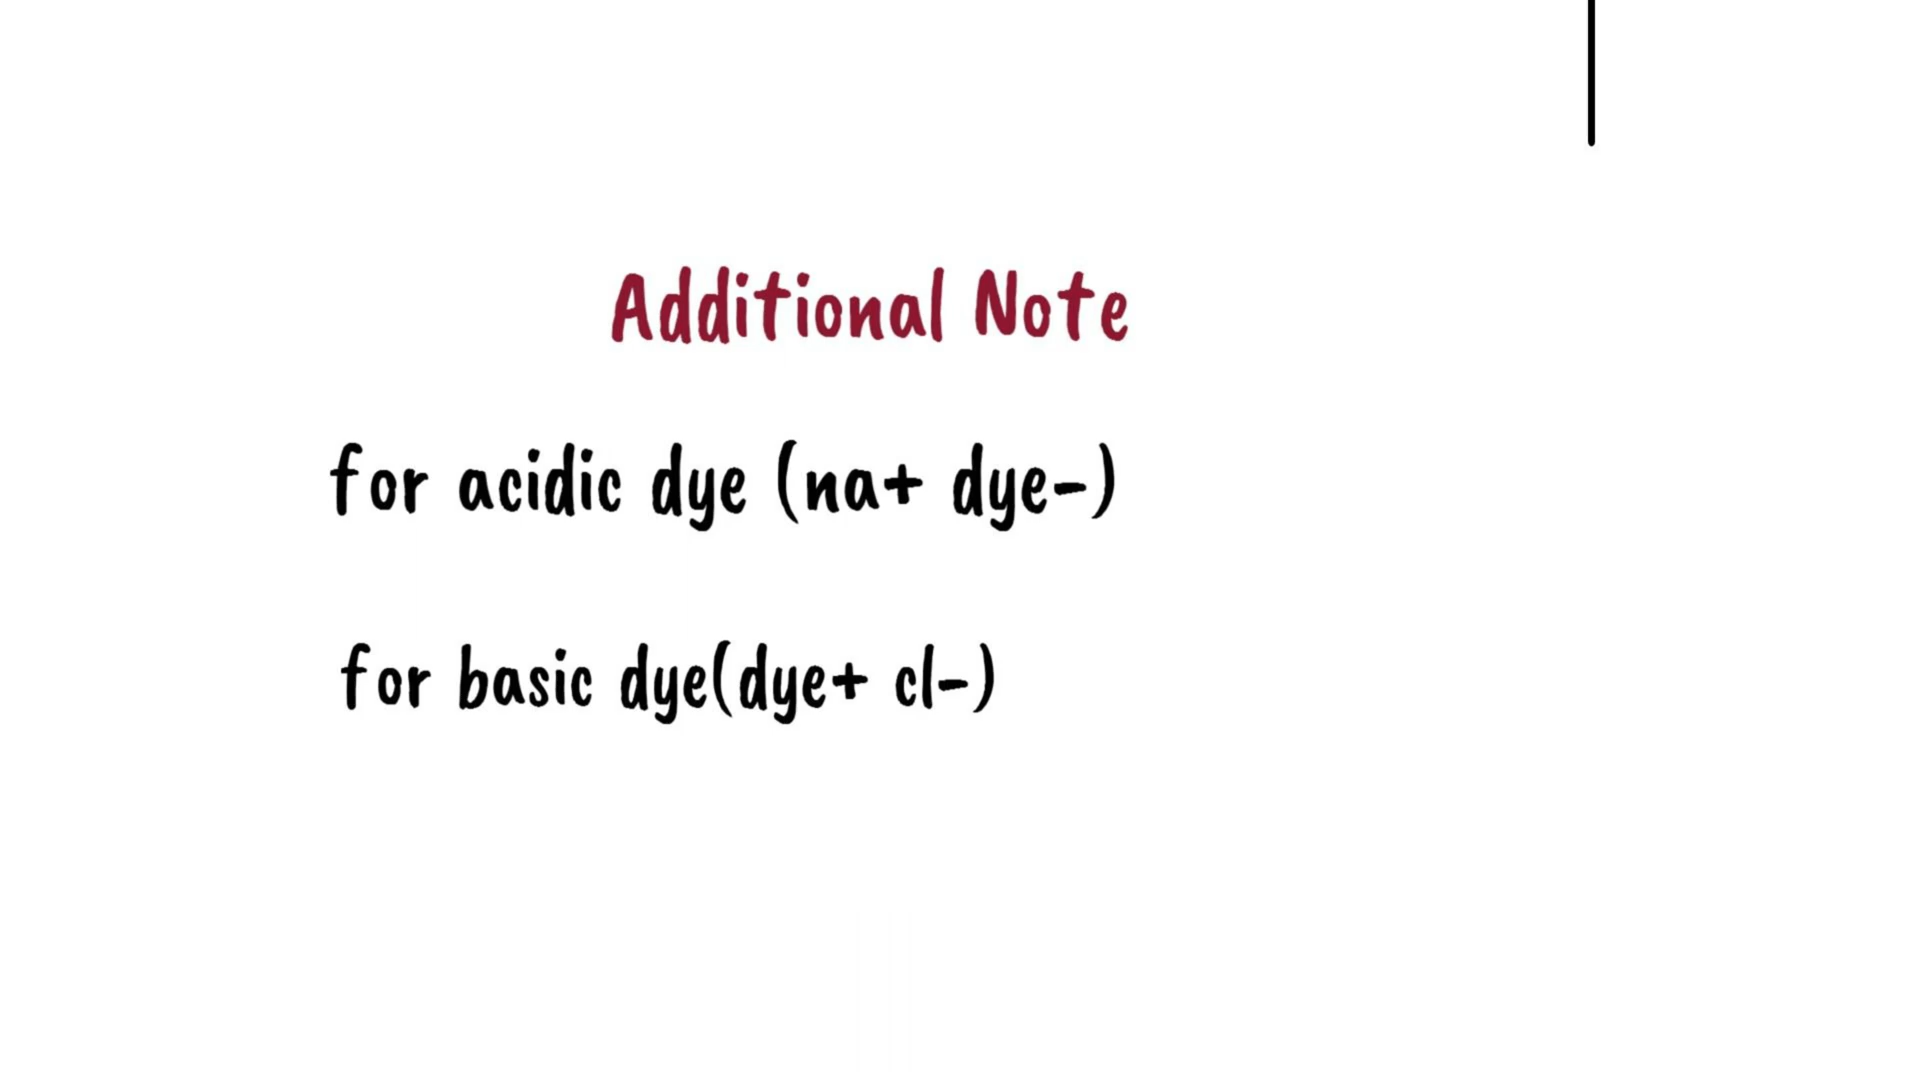 Additional Note
for acidic dye (na+ dye-)
for basic dye(dye+ cl-)